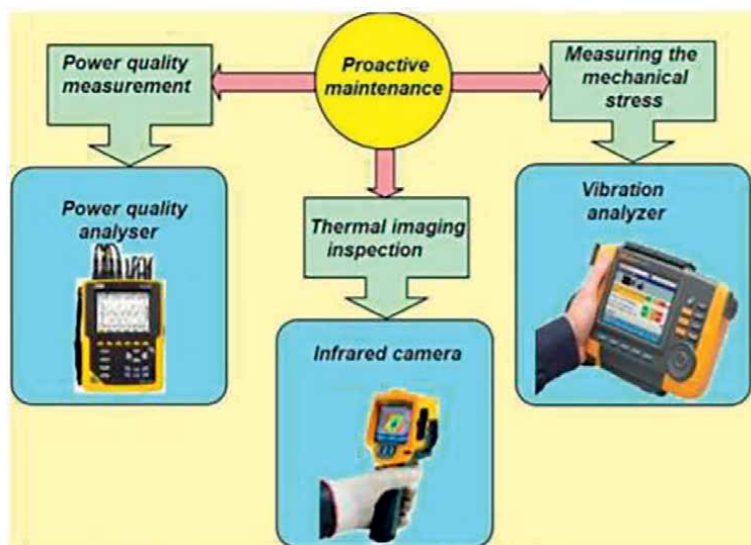 Power quality
measurement
Proactive
maintenance
Measuring the
mechanical
stress
Power quality
analyser
Thermal imaging
inspection
Vibration
analyzer
Infrared camera